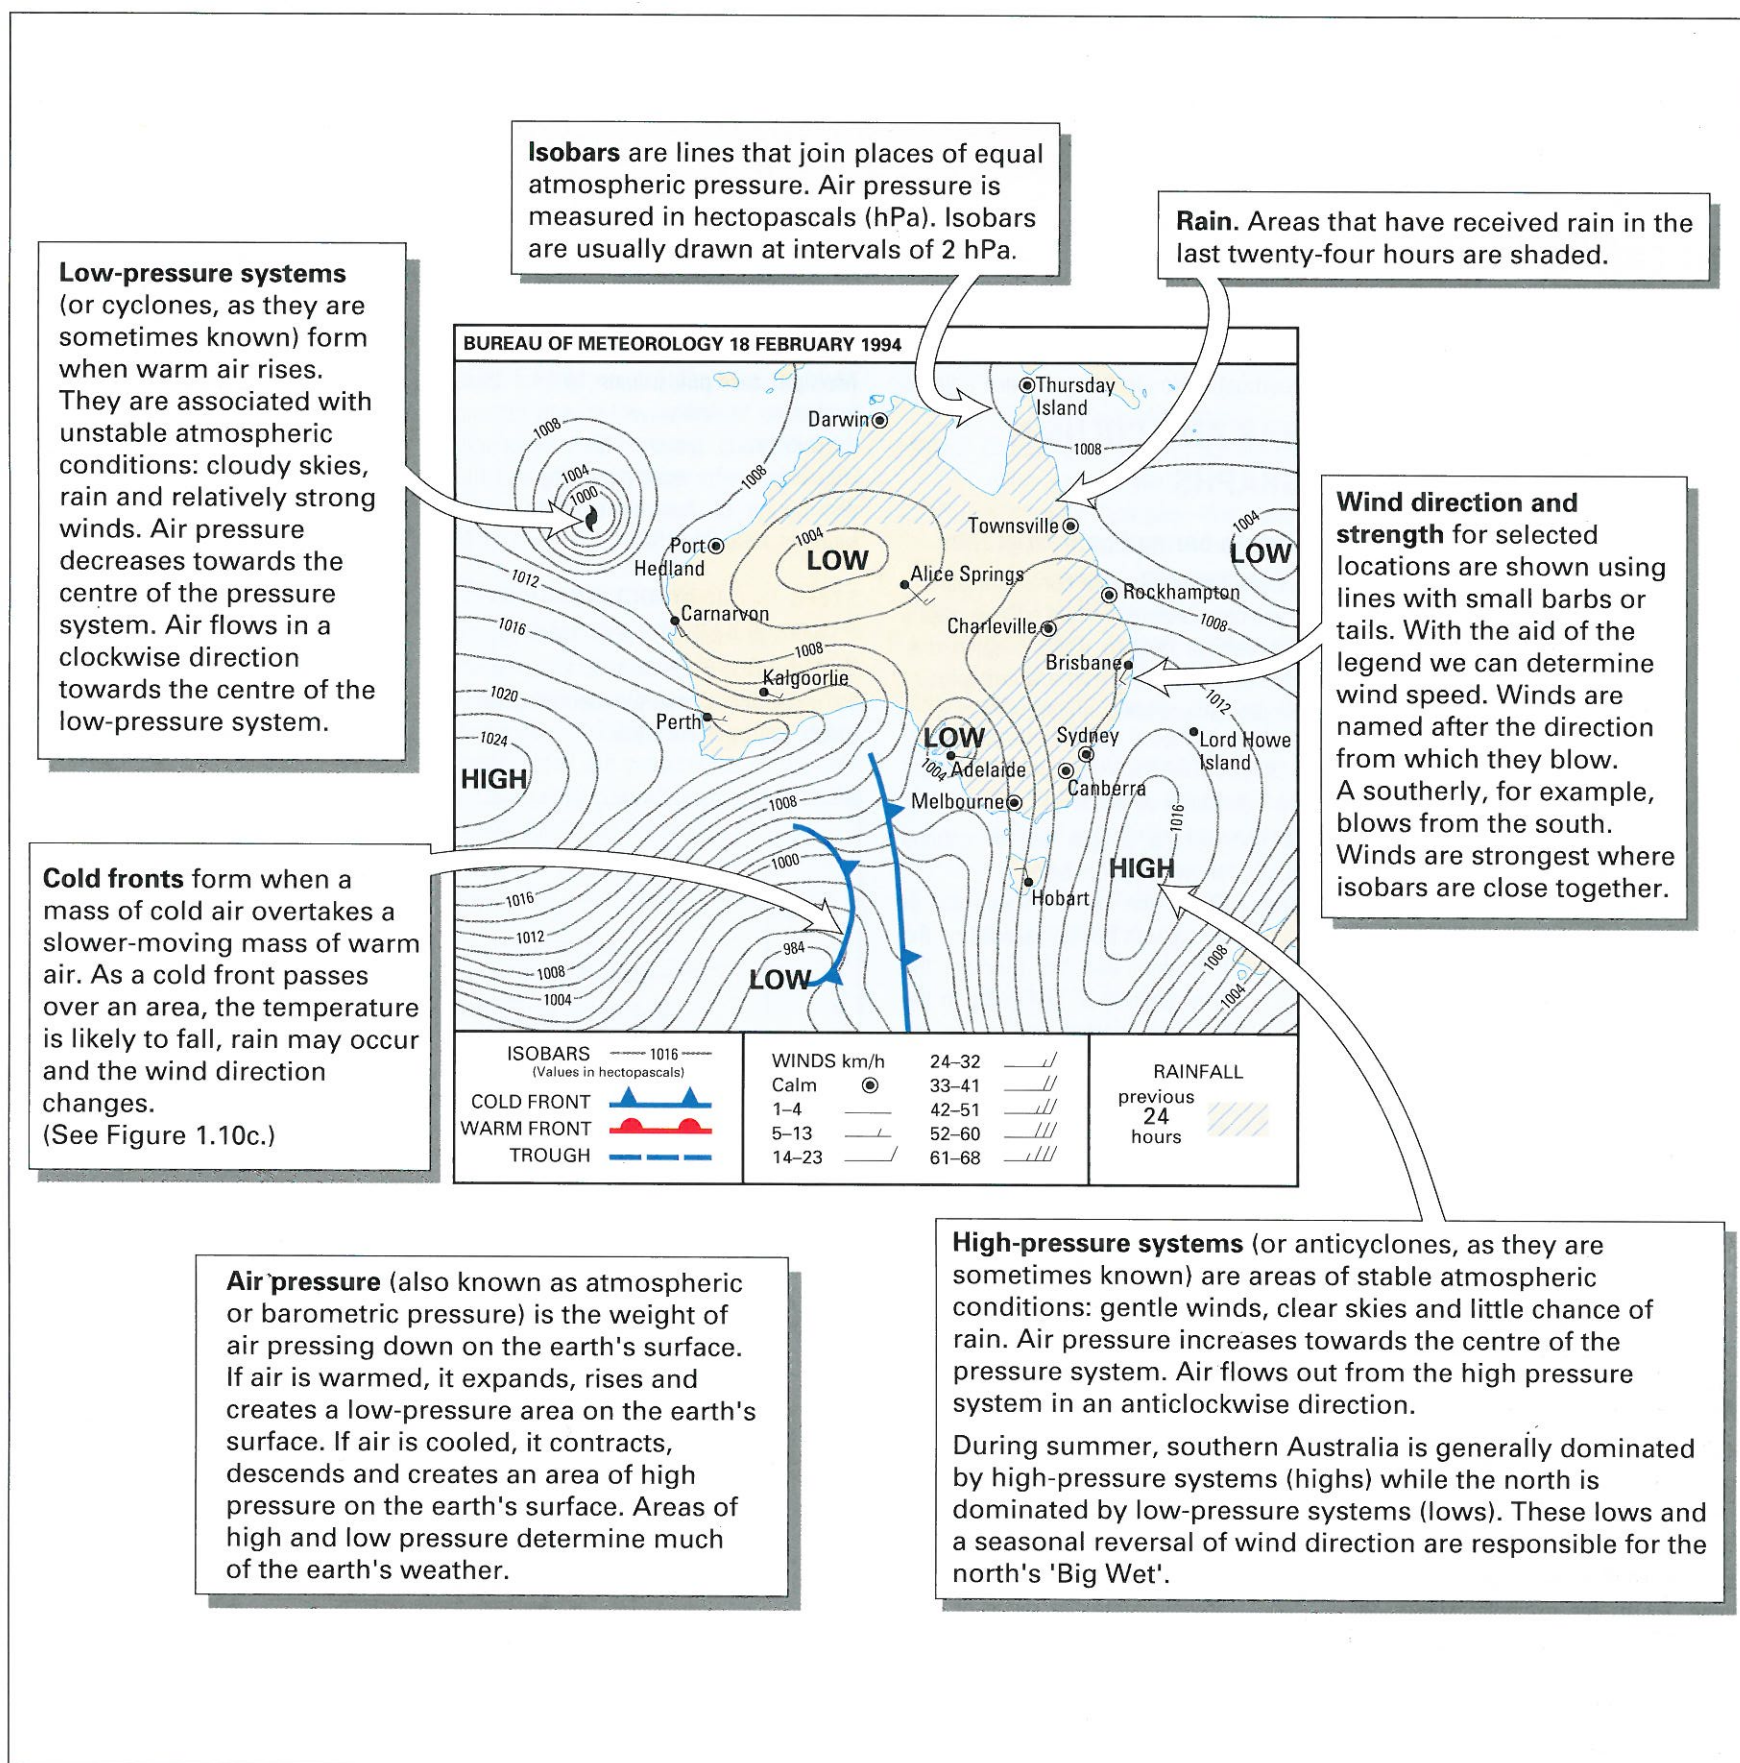 Isobars are lines that join places of equal
atmospheric pressure. Air pressure is
measured in hectopascals (hPa). Isobars
are usually drawn at intervals of 2 hPa.
Rain. Areas that have received rain in the
last twenty-four hours are shaded.
Low-pressure systems
(or cyclones, as they are
sometimes known) form
when warm air rises.
They are associated with
unstable atmospheric
conditions: cloudy skies,
rain and relatively strong
winds. Air pressure
decreases towards the
centre of the pressure
system. Air flows in a
clockwise direction
towards the centre of the
low-pressure system.
BUREAU OF METEOROLOGY 18 FEBRUARY 1994
Thursday
Island
Darwin
1008
1008
1008
1004
1000
1004
Townsville
1004
LOW
LOW
Port
Hedland
Alice Springs
1012
Rockhampton
Carnarvon
1016
Charleville
1008
1008
Brisbane
Kalgoorlie
1020
1012
Perth
1024
LOW
Sydney
Lord Howe
Island
HIGH
1004
Adelaide
Canberra
1008
Melbourne
1016
1000
HIGH
1016
Hobart
1012
984
1008
1008
LOW
1004
1004
Wind direction and
strength for selected
locations are shown using
lines with small barbs or
tails. With the aid of the
legend we can determine
wind speed. Winds are
named after the direction
from which they blow.
A southerly, for example,
blows from the south.
Winds are strongest where
isobars are close together.
Cold fronts form when a
mass of cold air overtakes a
slower-moving mass of warm
air. As a cold front passes
over an area, the temperature
is likely to fall, rain may occur
and the wind direction
changes.
(See Figure 1.10c.)
ISOBARS 1016
(Values in hectopascals)
COLD FRONT
WARM FRONT
TROUGH
WINDS km/h
Calm
1–4
5–13
14–23
24–32
33–41
42–51
52–60
61–68
RAINFALL
previous
24
hours
Air pressure (also known as atmospheric
or barometric pressure) is the weight of
air pressing down on the earth's surface.
If air is warmed, it expands, rises and
creates a low-pressure area on the earth's
surface. If air is cooled, it contracts,
descends and creates an area of high
pressure on the earth's surface. Areas of
high and low pressure determine much
of the earth's weather.
High-pressure systems (or anticyclones, as they are
sometimes known) are areas of stable atmospheric
conditions: gentle winds, clear skies and little chance of
rain. Air pressure increases towards the centre of the
pressure system. Air flows out from the high pressure
system in an anticlockwise direction.
During summer, southern Australia is generally dominated
by high-pressure systems (highs) while the north is
dominated by low-pressure systems (lows). These lows and
a seasonal reversal of wind direction are responsible for the
north's 'Big Wet'.